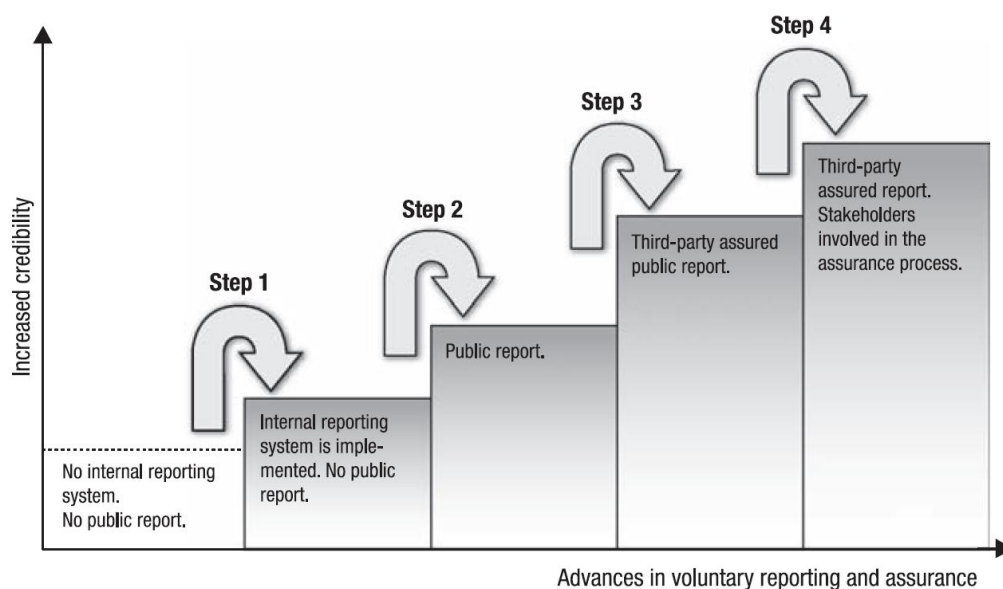 Step 4
Step 3
Third-party
assured report.
Stakeholders
involved in the
assurance process.
Step 2
Third-party assured
public report.
Step 1
Public report.
Internal reporting
system is imple-
mented. No public
report.
No internal reporting
system.
No public report.
Increased credibility
Advances in voluntary reporting and assurance